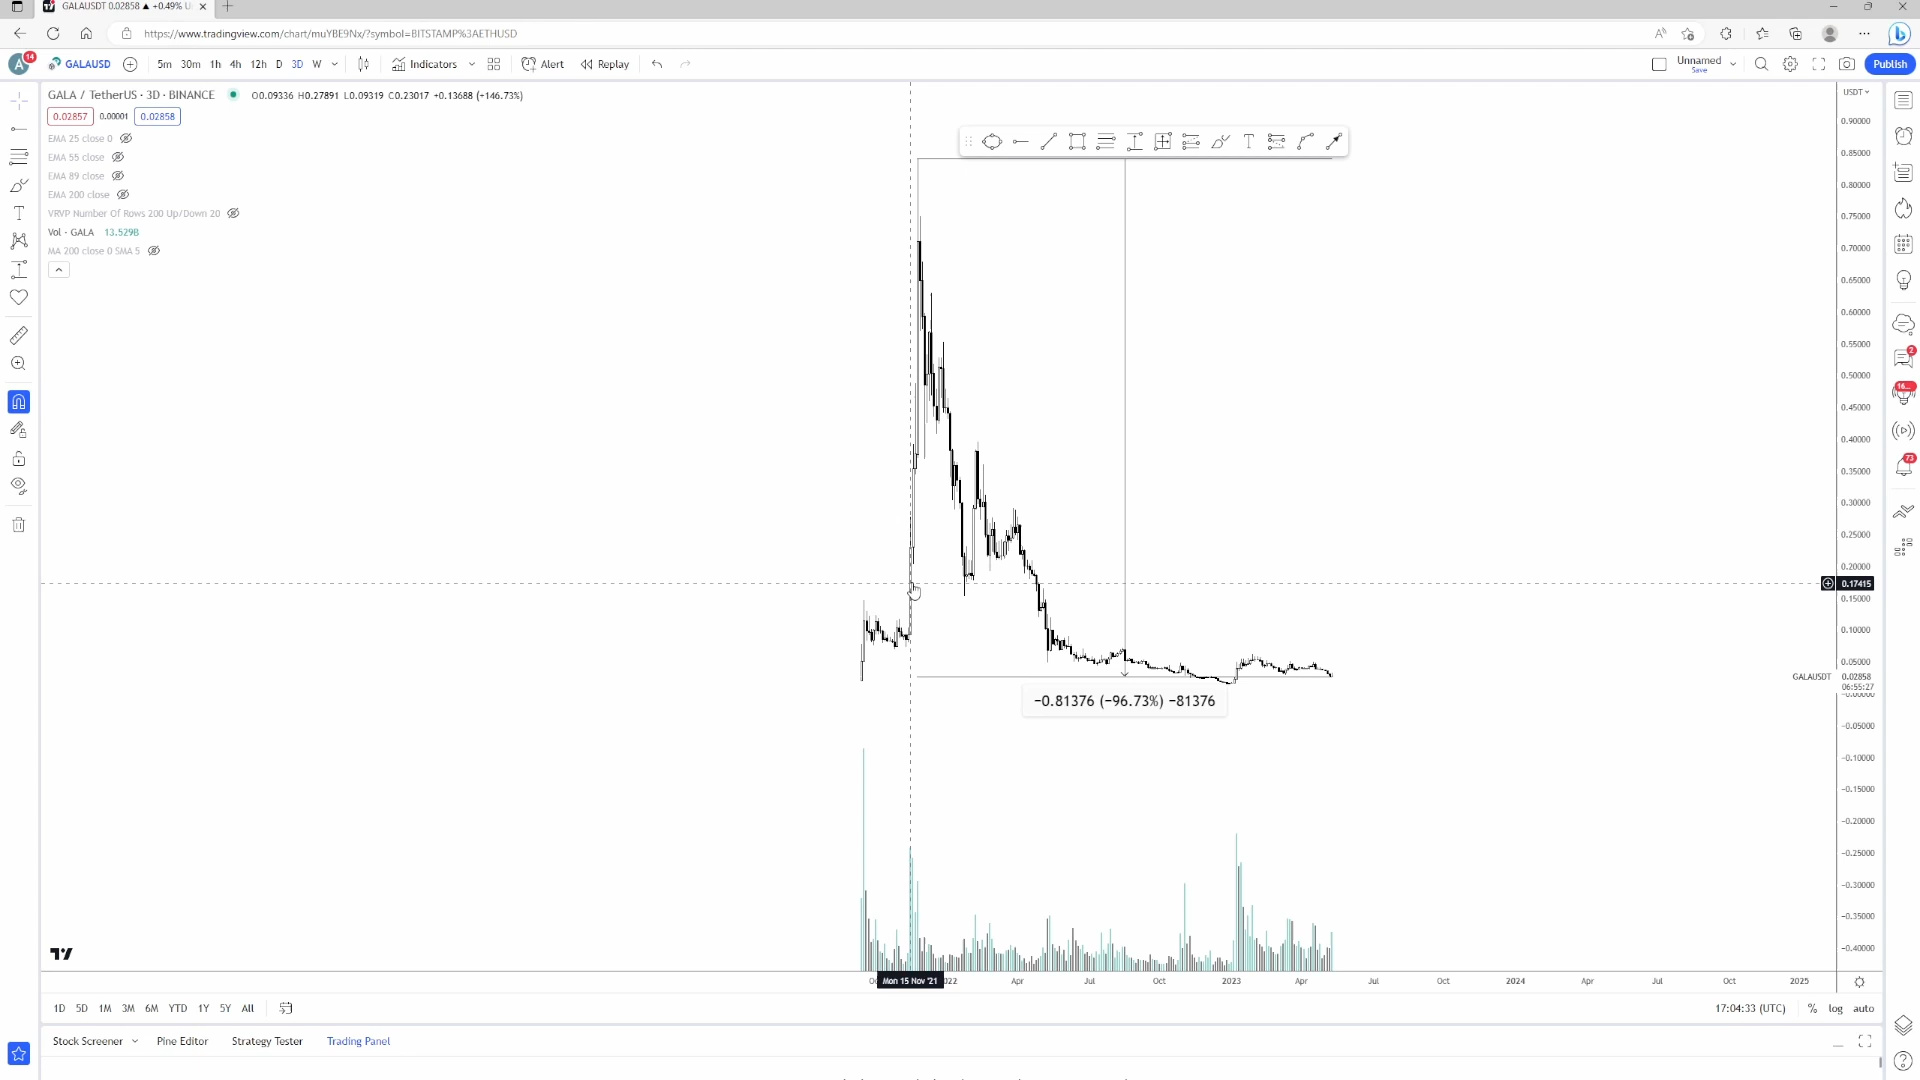 GALAUSDT 0.02858 ▲ +0.49% U
https://www.tradingview.com/chart/muYBE9Nx/?symbol=BITSTAMP%3AETHUSD
A 14 GALAUSD 5m 30m 1h 4h 12h D 3D W Indicators Alert Replay Unnamed Save Publish
GALA / TetherUS · 3D · BINANCE O0.09336 H0.27891 L0.09319 C0.23017 +0.13688 (+146.73%) USDT
0.02857 0.00001 0.02858
EMA 25 close 0
EMA 55 close
EMA 89 close
EMA 200 close
VRVP Number Of Rows 200 Up/Down 20
Vol · GALA 13.529B
MA 200 close 0 SMA 5
0.90000
0.85000
0.80000
0.75000
0.70000
0.65000
0.60000
0.55000
0.50000
0.45000
0.40000
0.35000
0.30000
0.25000
0.20000
0.17415
0.15000
0.10000
0.05000
GALAUSDT 0.02858
06:55:27
−0.81376 (−96.73%) −81376
−0.05000
−0.10000
−0.15000
−0.20000
−0.25000
−0.30000
−0.35000
−0.40000
2
16...
73
Mon 15 Nov '21 Apr Jul Oct 2023 Apr Jul Oct 2024 Apr Jul Oct 2025
1D 5D 1M 3M 6M YTD 1Y 5Y All 17:04:33 (UTC) % log auto
Stock Screener Pine Editor Strategy Tester Trading Panel